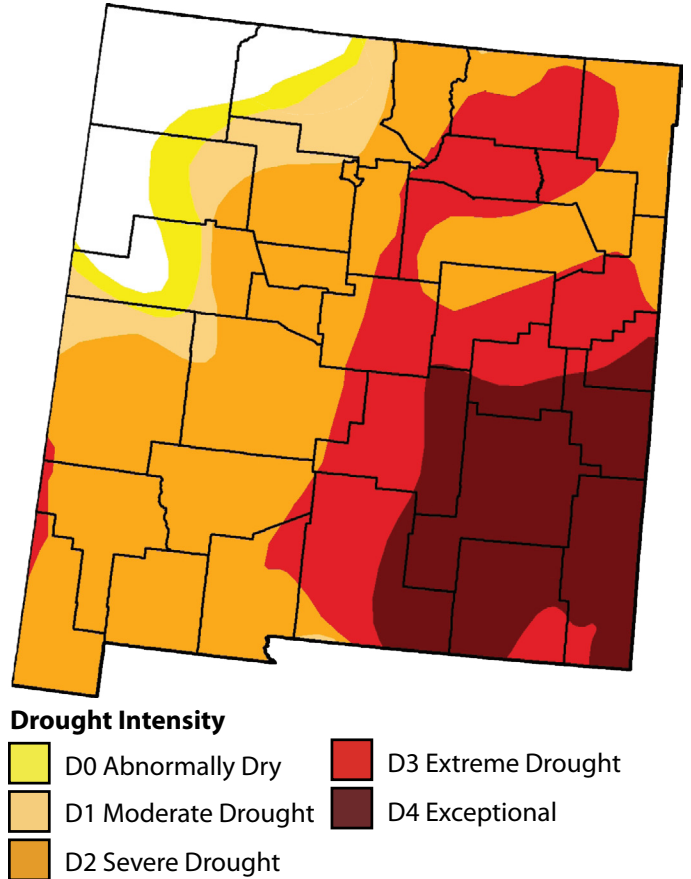 Drought Intensity
D0 Abnormally Dry
D1 Moderate Drought
D2 Severe Drought
D3 Extreme Drought
D4 Exceptional